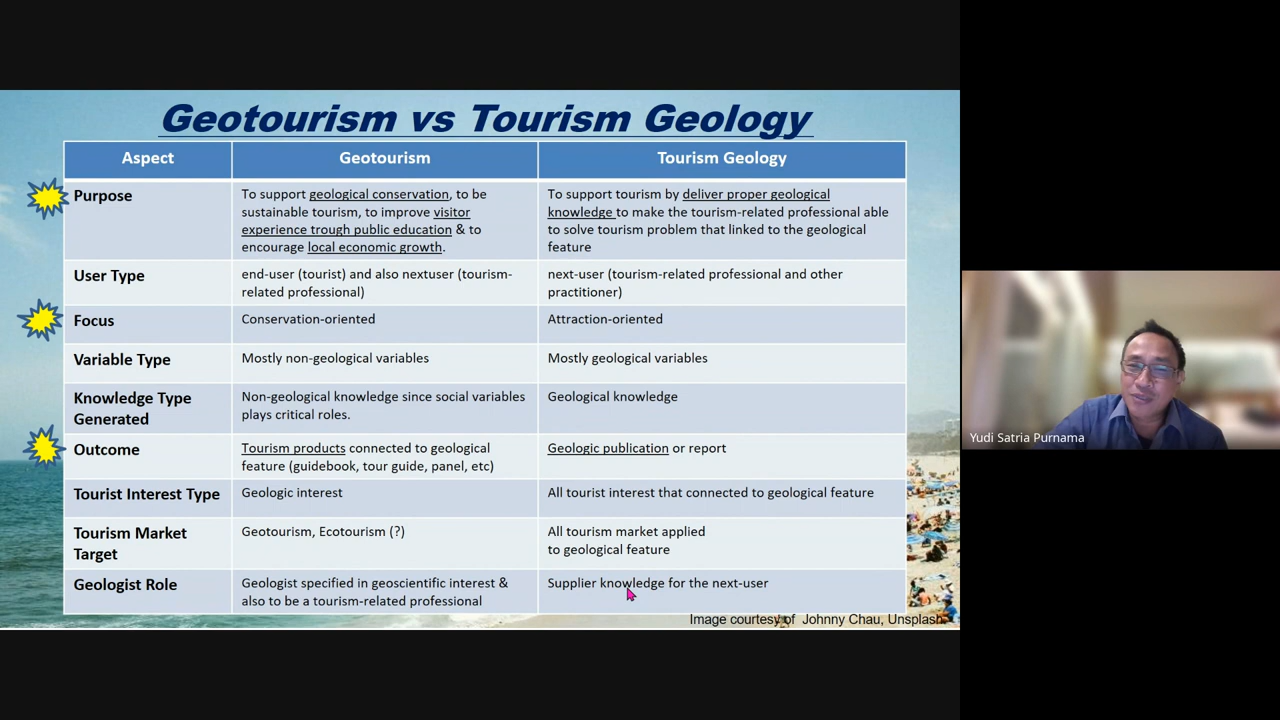 Geotourism vs Tourism Geology
Aspect
Geotourism
Tourism Geology
Purpose
To support geological conservation, to be
sustainable tourism, to improve visitor
experience trough public education & to
encourage local economic growth.
To support tourism by deliver proper geological
knowledge to make the tourism-related professional able
to solve tourism problem that linked to the geological
feature
User Type
end-user (tourist) and also nextuser (tourism-
related professional)
next-user (tourism-related professional and other
practitioner)
Focus
Conservation-oriented
Attraction-oriented
Variable Type
Mostly non-geological variables
Mostly geological variables
Knowledge Type
Generated
Non-geological knowledge since social variables
plays critical roles.
Geological knowledge
Outcome
Tourism products connected to geological
feature (guidebook, tour guide, panel, etc)
Geologic publication or report
Tourist Interest Type
Geologic interest
All tourist interest that connected to geological feature
Tourism Market
Target
Geotourism, Ecotourism (?)
All tourism market applied
to geological feature
Geologist Role
Geologist specified in geoscientific interest &
also to be a tourism-related professional
Supplier knowledge for the next-user
Image courtesy of Johnny Chau, Unsplash
Yudi Satria Purnama